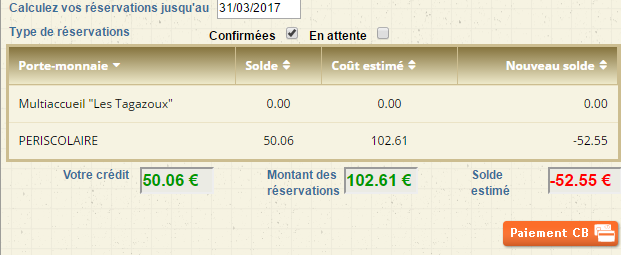 Calculez vos réservations jusqu'au 31/03/2017
Type de réservations Confirmées En attente
Porte-monnaie Solde Coût estimé Nouveau solde
Multiaccueil "Les Tagazoux" 0.00 0.00 0.00
PERISCOLAIRE 50.06 102.61 -52.55
Votre crédit 50.06 € Montant des réservations 102.61 € Solde estimé -52.55 €
Paiement CB